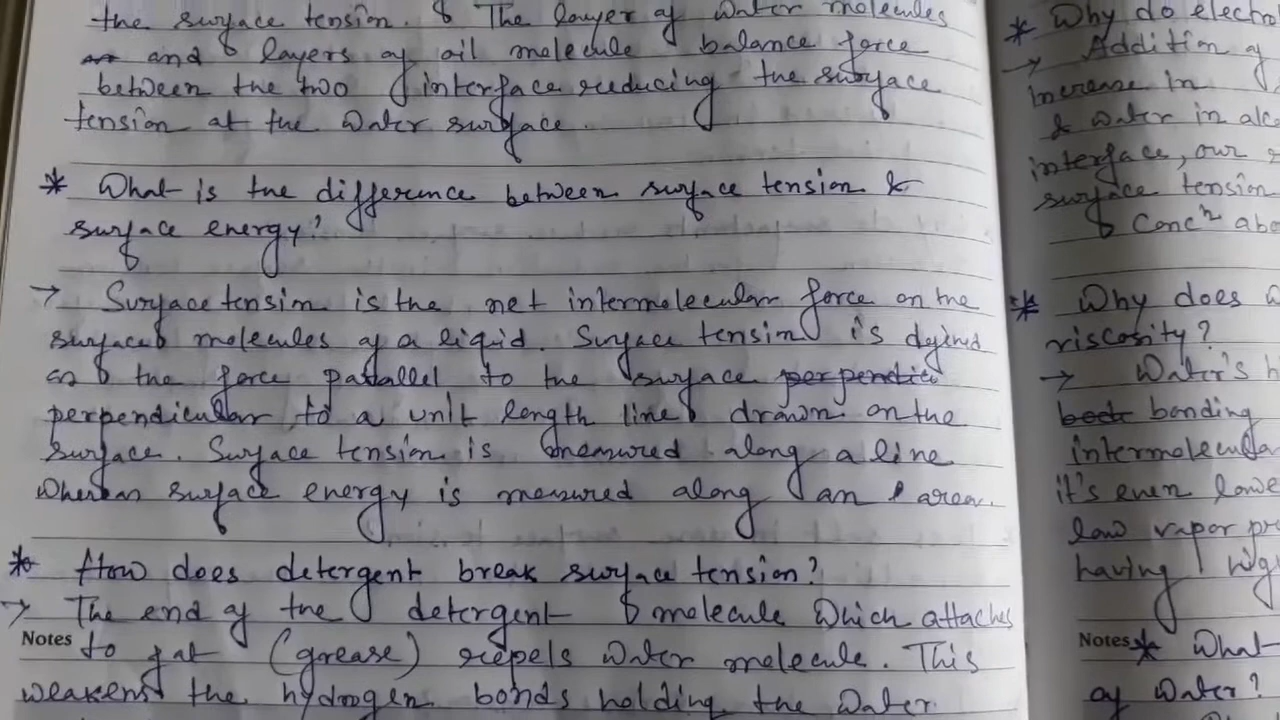 the surface tension. & The layer of water molecules
and layers of oil molecule balance force
between the two interface reducing the surface
tension at the water surface.
* What is the difference between surface tension &
surface energy?
→ Surface tension is the net intermolecular force on the
surface molecules of a liquid. Surface tension is defined
as the force parallel to the surface perpendic
perpendicular to a unit length line drawn on the
surface. Surface tension is measured along a line
whereas surface energy is measured along an area.
* How does detergent break surface tension?
→ The end of the detergent molecule which attaches
Notes to fat (grease) repels water molecule. This
weakens the hydrogen bonds holding the water
* Why do electro
→ Addition of
increase in
& water in
interface, our
surface tension
Concⁿ abo
* Why does
viscosity?
→ Water's h
bonding
intermolecula
it's even lowe
low vapor pr
having hig
Notes * What
of water?